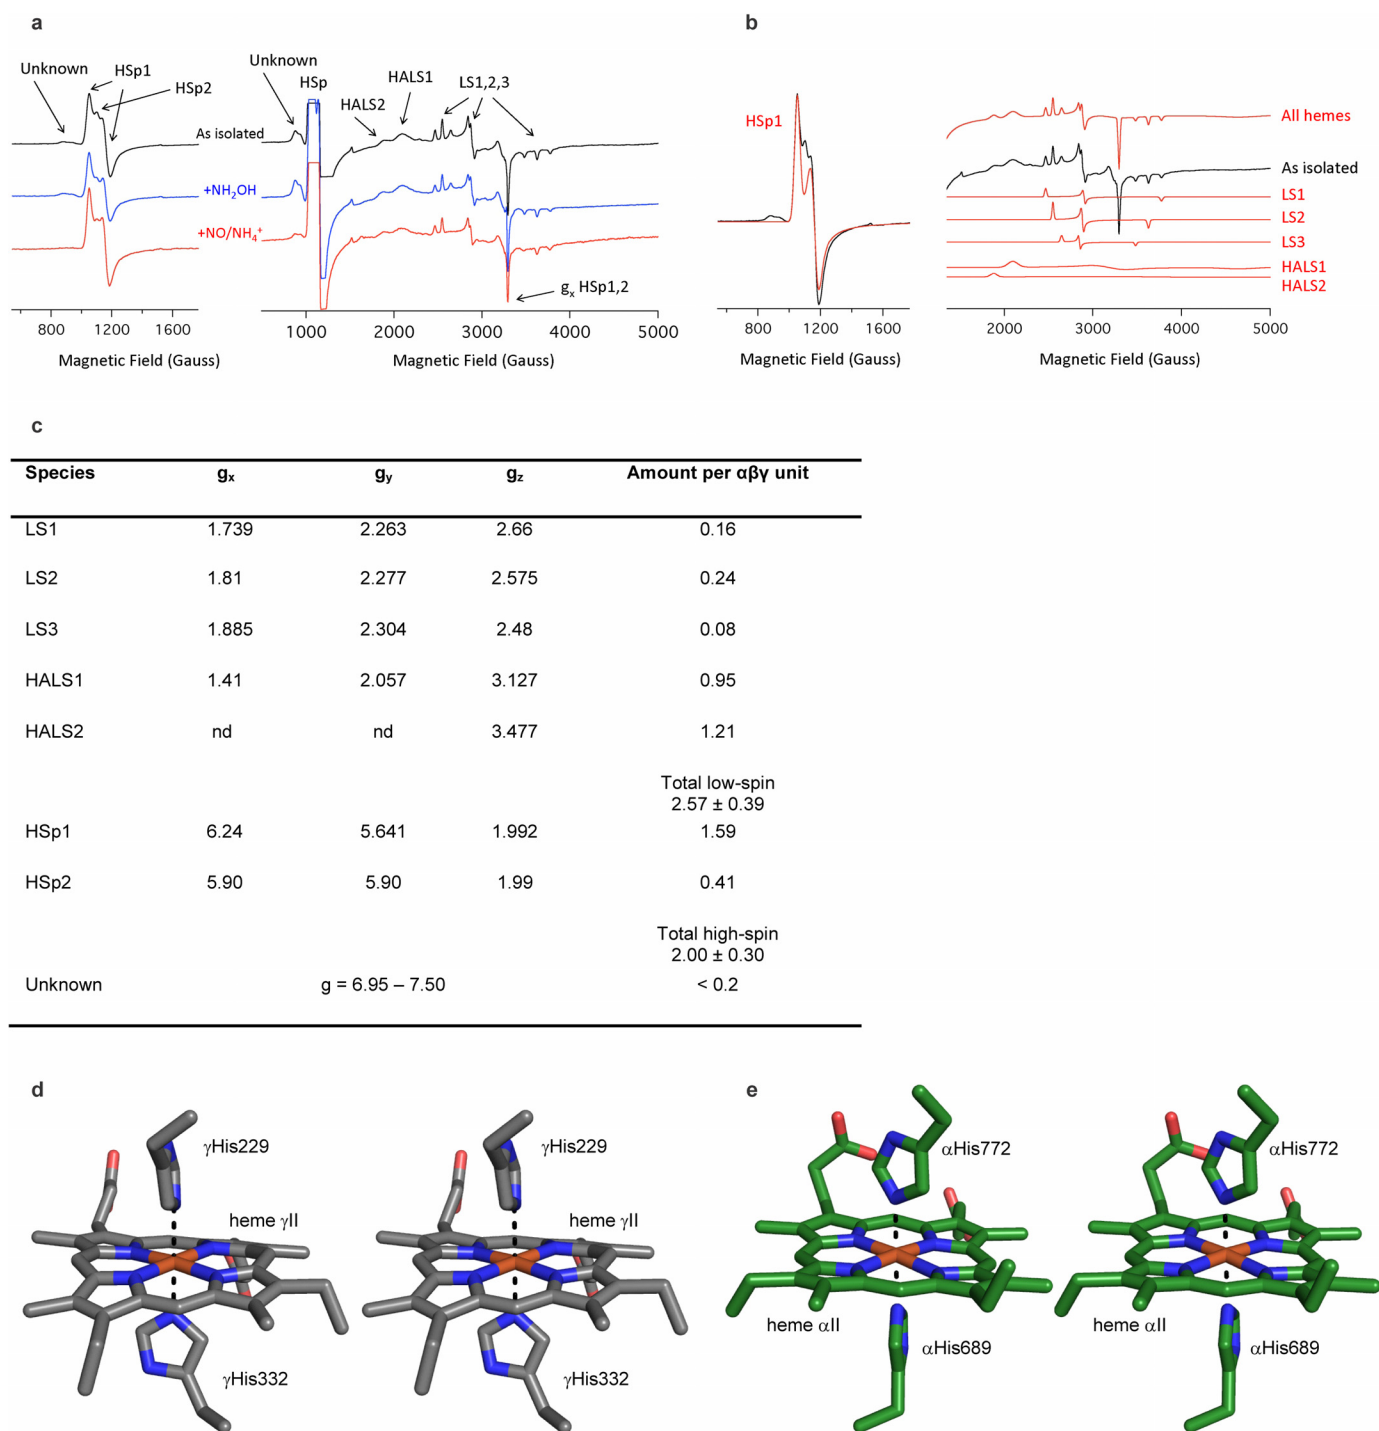 a
b
Unknown
HSp1
HSp2
Unknown
HSp
HALS2
HALS1
LS1,2,3
As isolated
+NH₂OH
+NO/NH₄⁺
gₓ HSp1,2
800 1200 1600
Magnetic Field (Gauss)
1000 2000 3000 4000 5000
Magnetic Field (Gauss)
HSp1
800 1200 1600
Magnetic Field (Gauss)
All hemes
As isolated
LS1
LS2
LS3
HALS1
HALS2
2000 3000 4000 5000
Magnetic Field (Gauss)
c
Species gₓ gᵧ g_z Amount per αβγ unit
LS1 1.739 2.263 2.66 0.16
LS2 1.81 2.277 2.575 0.24
LS3 1.885 2.304 2.48 0.08
HALS1 1.41 2.057 3.127 0.95
HALS2 nd nd 3.477 1.21
Total low-spin
2.57 ± 0.39
HSp1 6.24 5.641 1.992 1.59
HSp2 5.90 5.90 1.99 0.41
Total high-spin
2.00 ± 0.30
Unknown g = 6.95 – 7.50 < 0.2
d
γHis229
heme γII
γHis332
γHis229
heme γII
γHis332
e
αHis772
heme αII
αHis689
αHis772
heme αII
αHis689